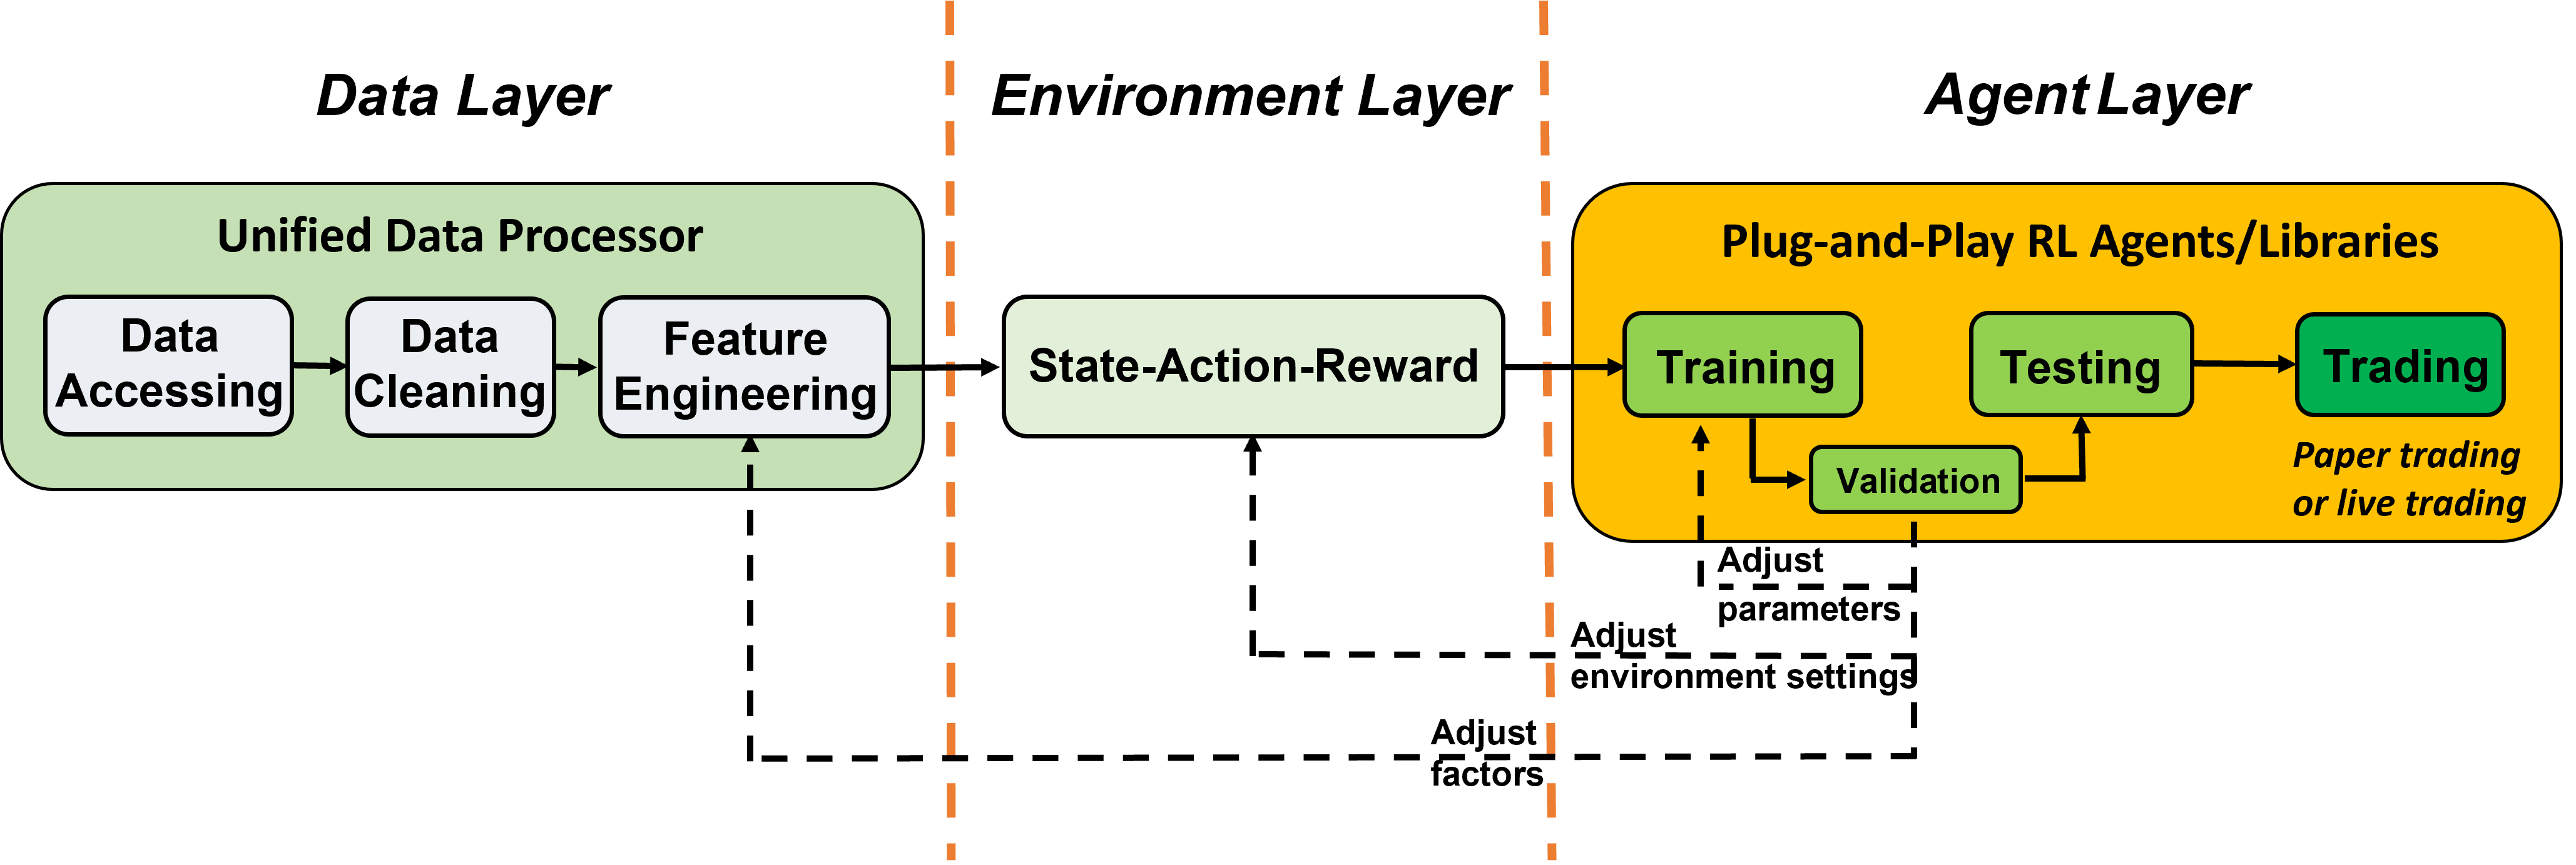 Data Layer
Environment Layer
Agent Layer
Unified Data Processor
Data
Accessing
Data
Cleaning
Feature
Engineering
State-Action-Reward
Plug-and-Play RL Agents/Libraries
Training
Testing
Trading
Validation
Paper trading
or live trading
Adjust
parameters
Adjust
environment settings
Adjust
factors